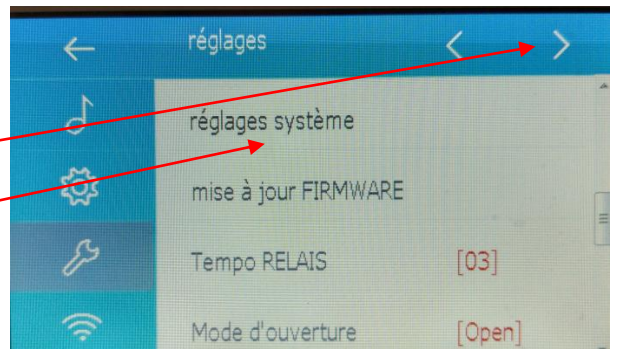 réglages
réglages système
mise à jour FIRMWARE
Tempo RELAIS [03]
Mode d'ouverture [Open]